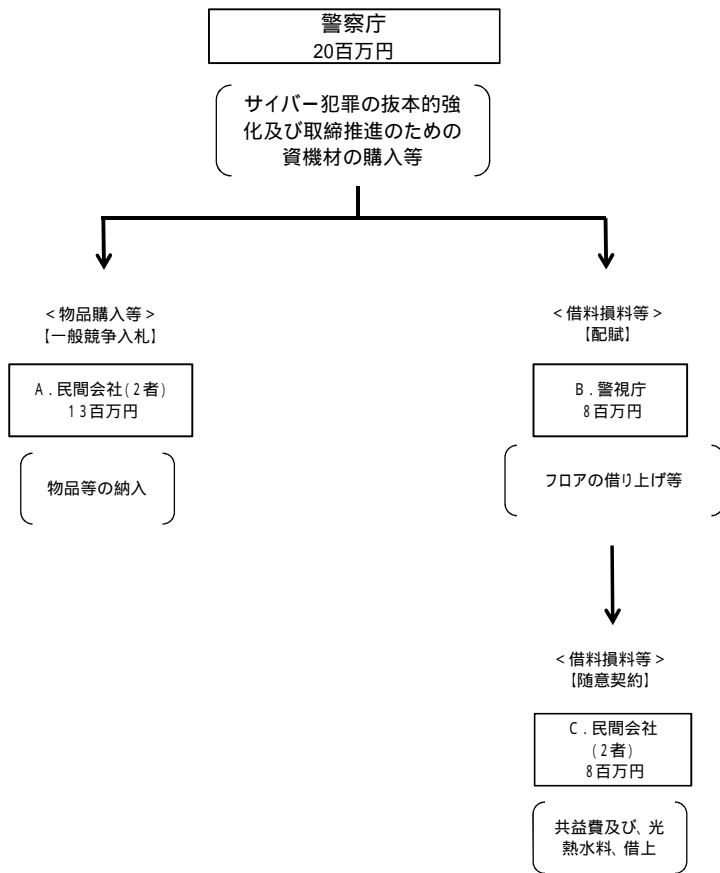 警察庁
20百万円
サイバー犯罪の抜本的強
化及び取締推進のための
資機材の購入等
<物品購入等>
【一般競争入札】
A.民間会社(2者)
13百万円
物品等の納入
<借料損料等>
【配賦】
B.警視庁
8百万円
フロアの借り上げ等
<借料損料等>
【随意契約】
C.民間会社
(2者)
8百万円
共益費及び、光
熱水料、借上